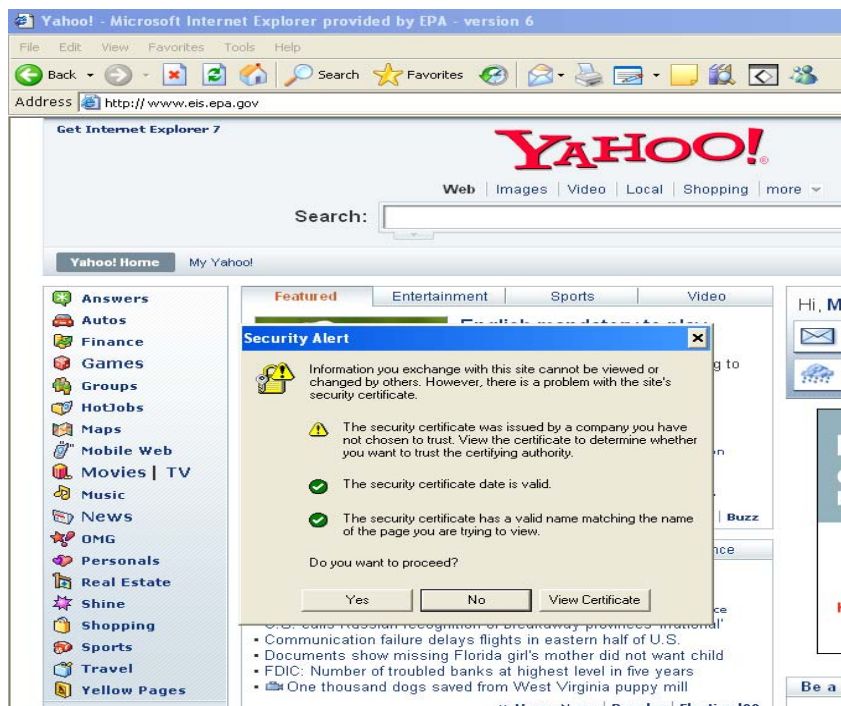 Yahoo! - Microsoft Internet Explorer provided by EPA - version 6
File Edit View Favorites Tools Help
Back Search Favorites
Address http://www.eis.epa.gov
Get Internet Explorer 7
YAHOO!
Web | Images | Video | Local | Shopping | more
Search:
Yahoo! Home My Yahoo!
Answers
Autos
Finance
Games
Groups
HotJobs
Maps
Mobile Web
Movies | TV
Music
News
OMG
Personals
Real Estate
Shine
Shopping
Sports
Travel
Yellow Pages
Featured Entertainment Sports Video
Hi, M
g to
Security Alert
Information you exchange with this site cannot be viewed or
changed by others. However, there is a problem with the site's
security certificate.
The security certificate was issued by a company you have
not chosen to trust. View the certificate to determine whether
you want to trust the certifying authority.
The security certificate date is valid.
The security certificate has a valid name matching the name
of the page you are trying to view.
Do you want to proceed?
Yes No View Certificate
Buzz
nce
• Communication failure delays flights in eastern half of U.S.
• Documents show missing Florida girl's mother did not want child
• FDIC: Number of troubled banks at highest level in five years
• One thousand dogs saved from West Virginia puppy mill
Be a